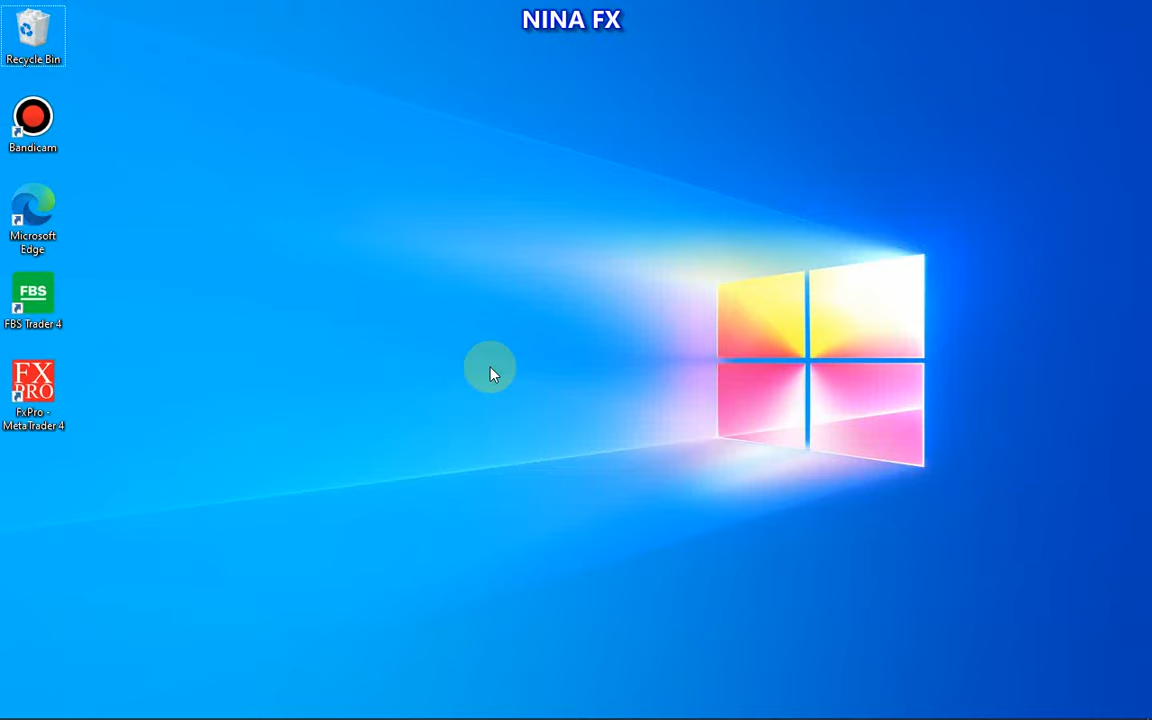 NINA FX
Recycle Bin
Bandicam
Microsoft
Edge
FBS
FBS Trader 4
FX
PRO
FxPro -
MetaTrader 4